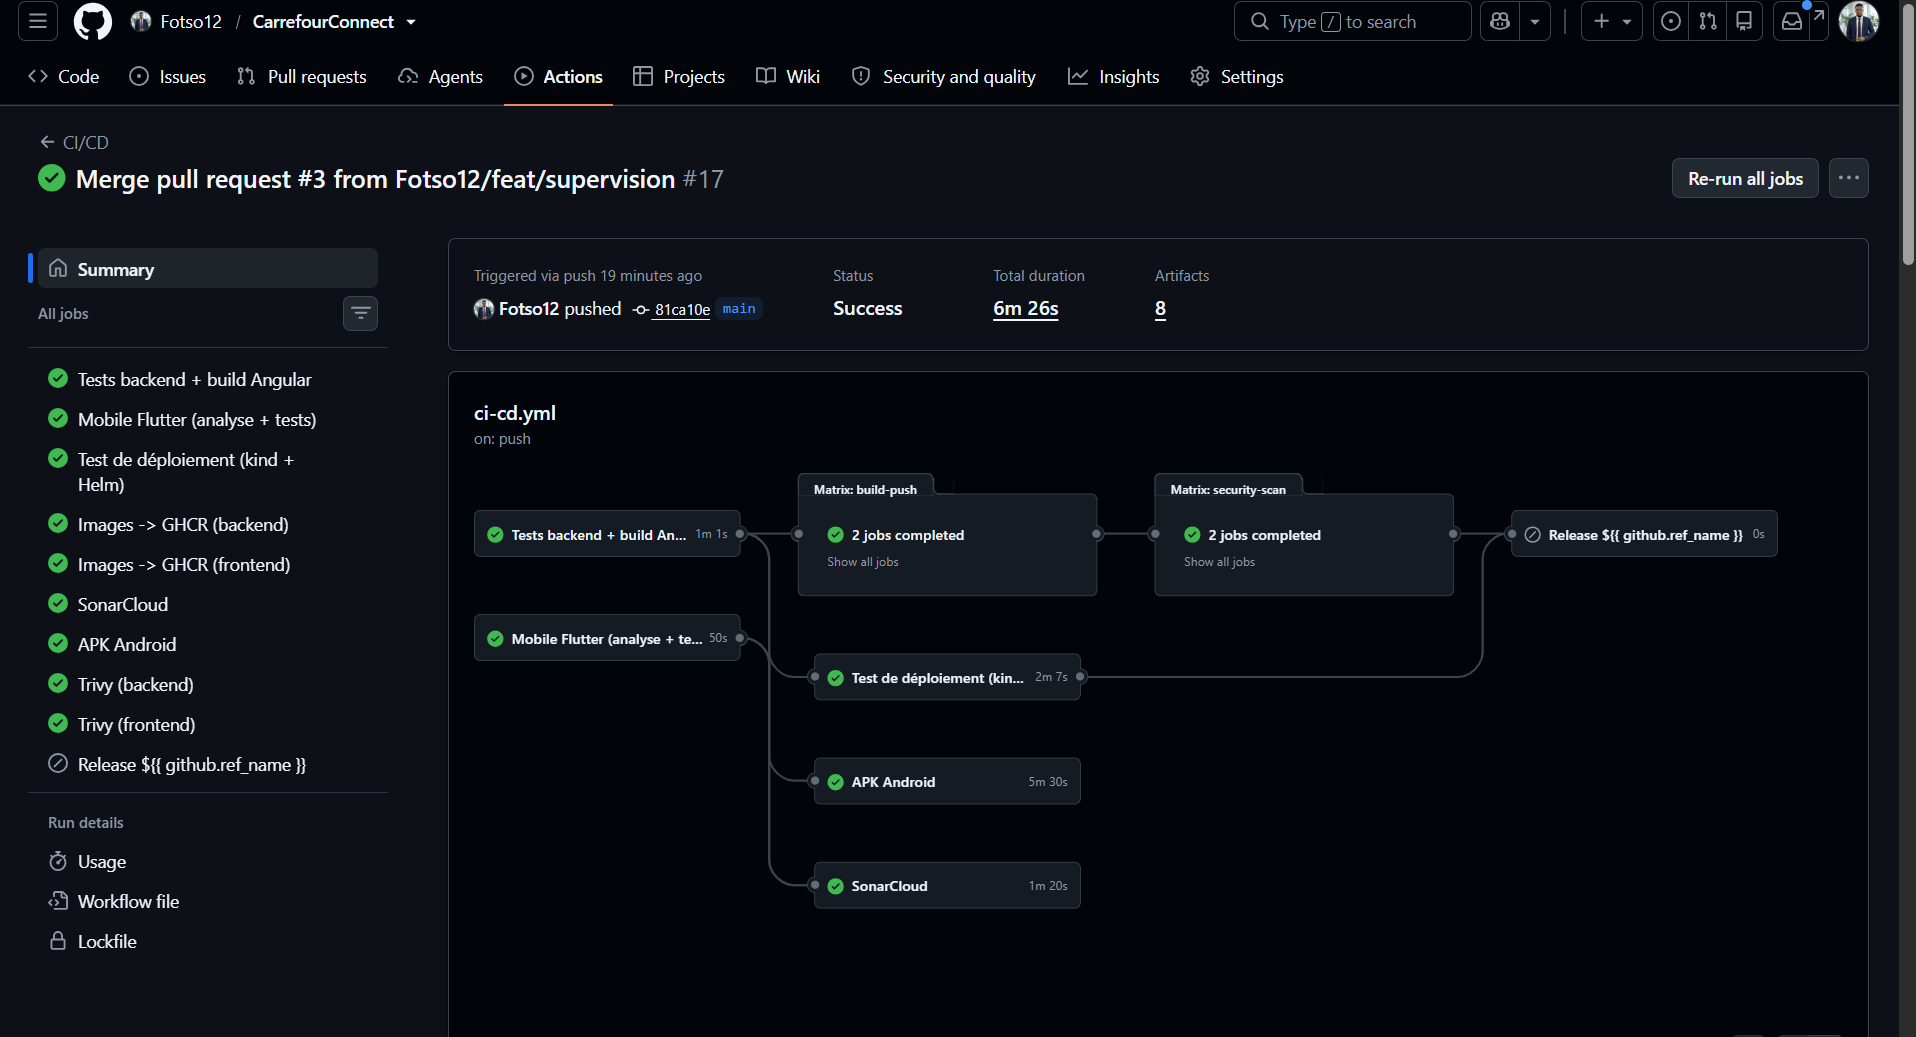 Fotso12 / CarrefourConnect
Type / to search
Code
Issues
Pull requests
Agents
Actions
Projects
Wiki
Security and quality
Insights
Settings
CI/CD
Merge pull request #3 from Fotso12/feat/supervision #17
Re-run all jobs
Summary
All jobs
Tests backend + build Angular
Mobile Flutter (analyse + tests)
Test de déploiement (kind +
Helm)
Images -> GHCR (backend)
Images -> GHCR (frontend)
SonarCloud
APK Android
Trivy (backend)
Trivy (frontend)
Release ${{ github.ref_name }}
Run details
Usage
Workflow file
Lockfile
Triggered via push 19 minutes ago
Fotso12 pushed 81ca10e main
Status
Success
Total duration
6m 26s
Artifacts
8
ci-cd.yml
on: push
Matrix: build-push
Matrix: security-scan
Tests backend + build An... 1m 1s
2 jobs completed
Show all jobs
2 jobs completed
Show all jobs
Release ${{ github.ref_name }} 0s
Mobile Flutter (analyse + te... 50s
Test de déploiement (kin... 2m 7s
APK Android 5m 30s
SonarCloud 1m 20s